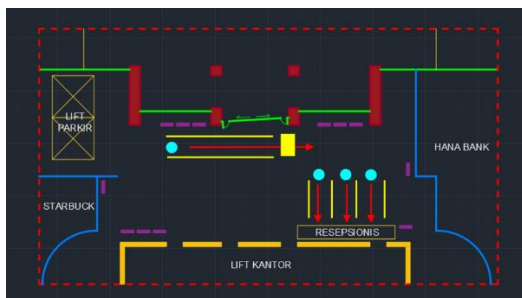 LIFT
PARKIR
HANA BANK
STARBUCK
RESEPSIONIS
LIFT KANTOR